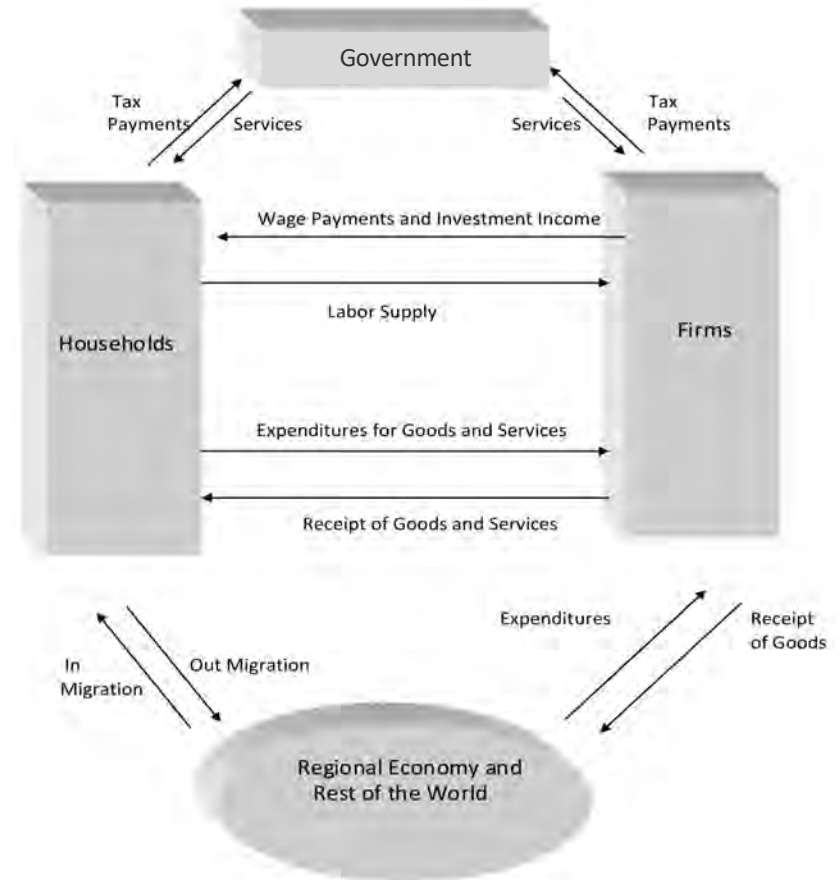 Government
Tax
Payments
Services
Services
Tax
Payments
Wage Payments and Investment Income
Labor Supply
Households
Firms
Expenditures for Goods and Services
Receipt of Goods and Services
In
Migration
Out Migration
Expenditures
Receipt
of Goods
Regional Economy and
Rest of the World